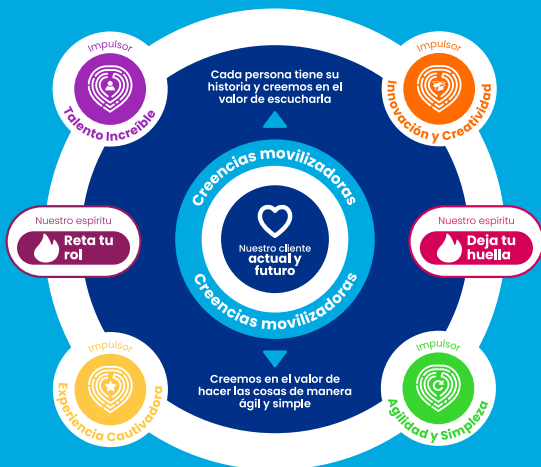 Impulsor
Talento Increíble
Impulsor
Innovación y Creatividad
Cada persona tiene su
historia y creemos en el
valor de escucharla
Creencias movilizadoras
Nuestro espíritu
Reta tu
rol
Nuestro cliente
actual y
futuro
Nuestro espíritu
Deja tu
huella
Creencias movilizadoras
Creemos en el valor de
hacer las cosas de manera
ágil y simple
Impulsor
Experiencia Cautivadora
Impulsor
Agilidad y Simpleza